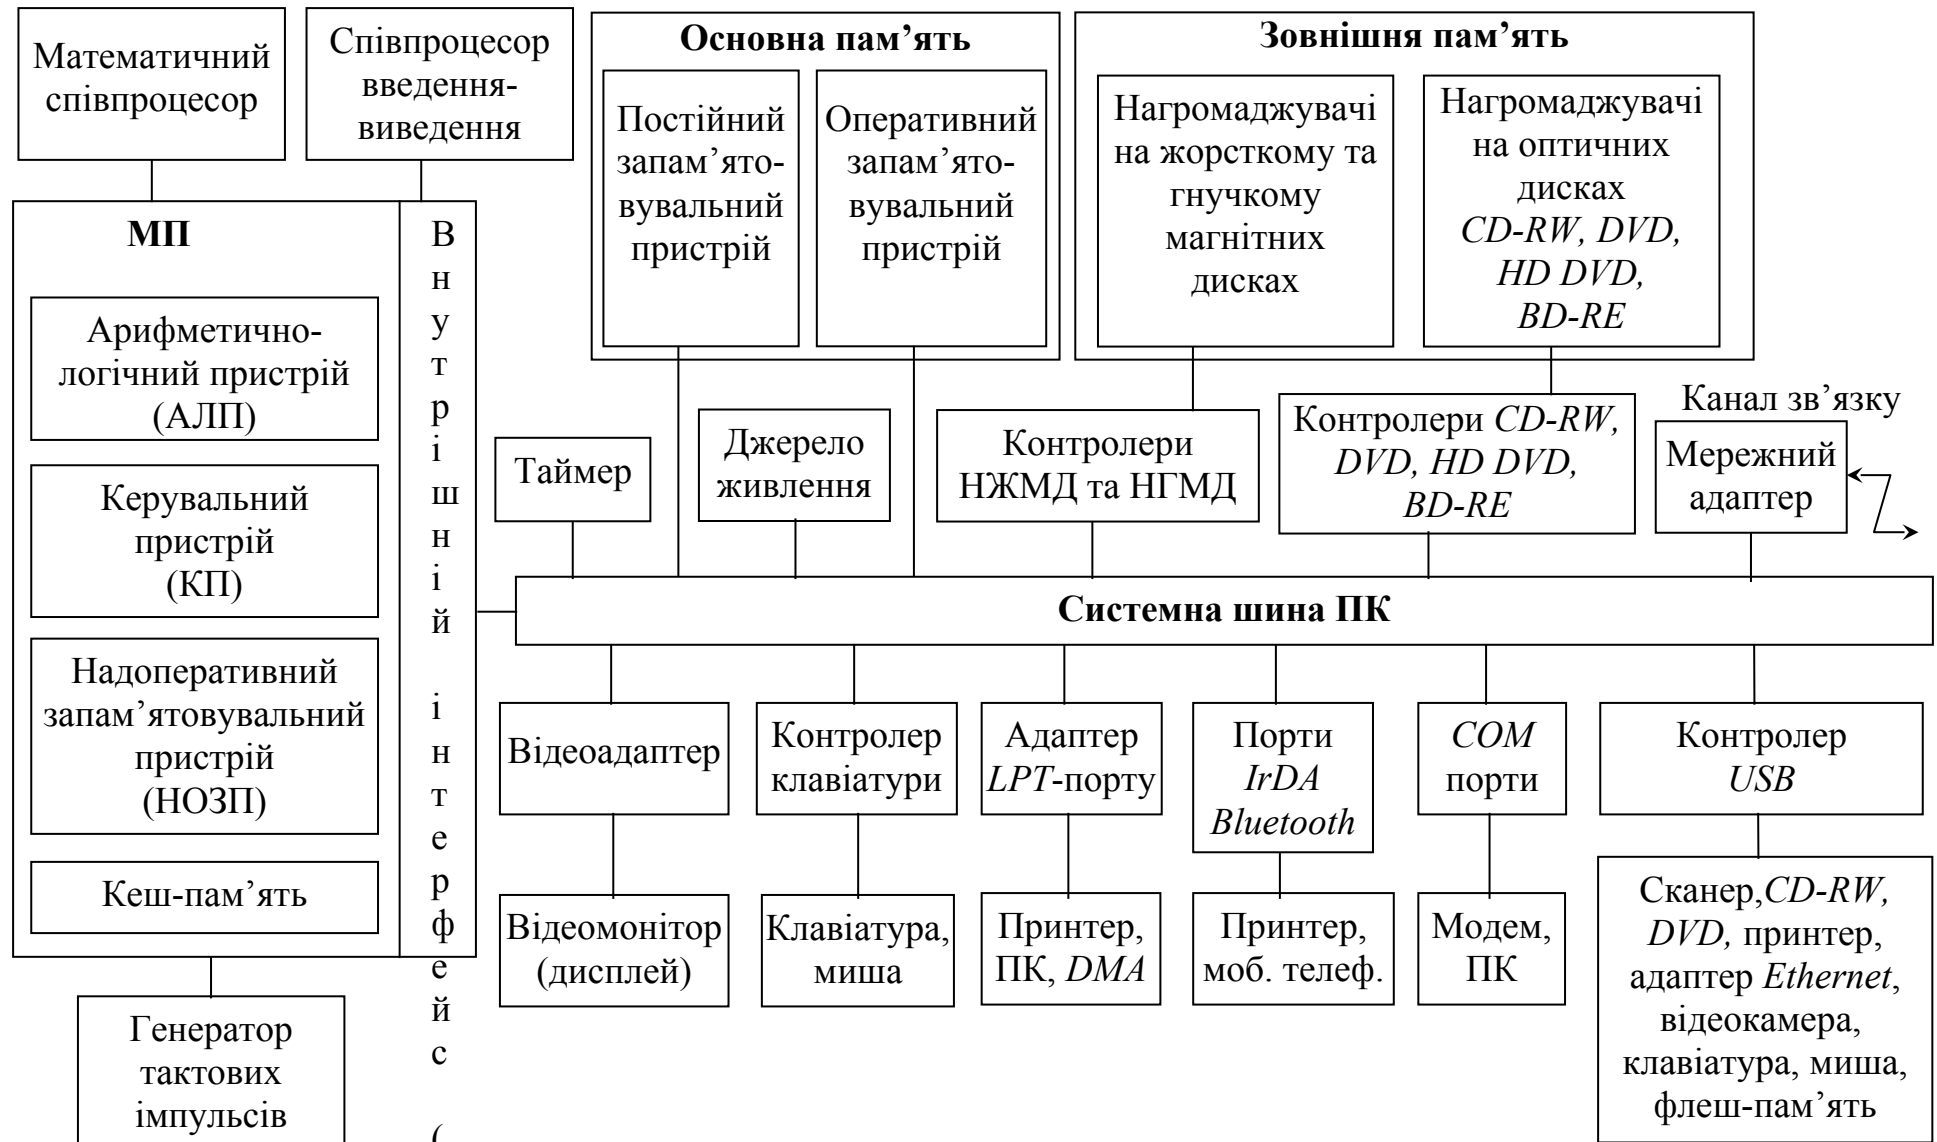 Математичний
співпроцесор
Співпроцесор
введення-
виведення
Основна пам’ять
Постійний
запам’ято-
вувальний
пристрій
Оперативний
запам’ято-
вувальний
пристрій
Зовнішня пам’ять
Нагромаджувачі
на жорсткому та
гнучкому
магнітних
дисках
Нагромаджувачі
на оптичних
дисках
CD-RW, DVD,
HD DVD,
BD-RE
МП
Арифметично-
логічний пристрій
(АЛП)
Керувальний
пристрій
(КП)
Надоперативний
запам’ятовувальний
пристрій
(НОЗП)
Кеш-пам’ять
В
н
у
т
р
і
ш
н
і
й
і
н
т
е
р
ф
е
й
с
(
Генератор
тактових
імпульсів
Таймер
Джерело
живлення
Контролери
НЖМД та НГМД
Контролери CD-RW,
DVD, HD DVD,
BD-RE
Канал зв’язку
Мережний
адаптер
Системна шина ПК
Відеоадаптер
Контролер
клавіатури
Адаптер
LPT-порту
Порти
IrDA
Bluetooth
COM
порти
Контролер
USB
Відеомонітор
(дисплей)
Клавіатура,
миша
Принтер,
ПК, DMA
Принтер,
моб. телеф.
Модем,
ПК
Сканер,CD-RW,
DVD, принтер,
адаптер Ethernet,
відеокамера,
клавіатура, миша,
флеш-пам’ять